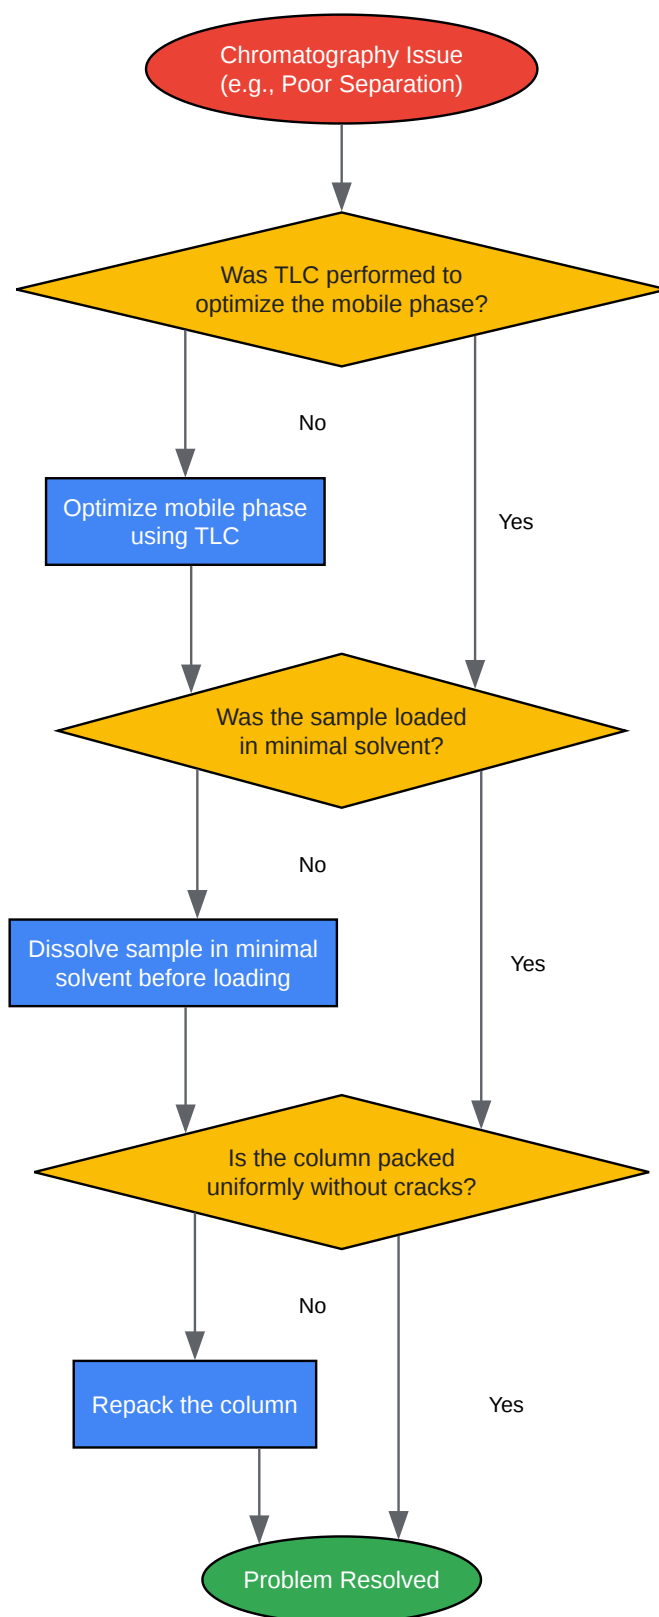 Chromatography Issue
(e.g., Poor Separation)
Was TLC performed to
optimize the mobile phase?
No
Optimize mobile phase
using TLC
Yes
Was the sample loaded
in minimal solvent?
No
Dissolve sample in minimal
solvent before loading
Yes
Is the column packed
uniformly without cracks?
No
Repack the column
Yes
Problem Resolved